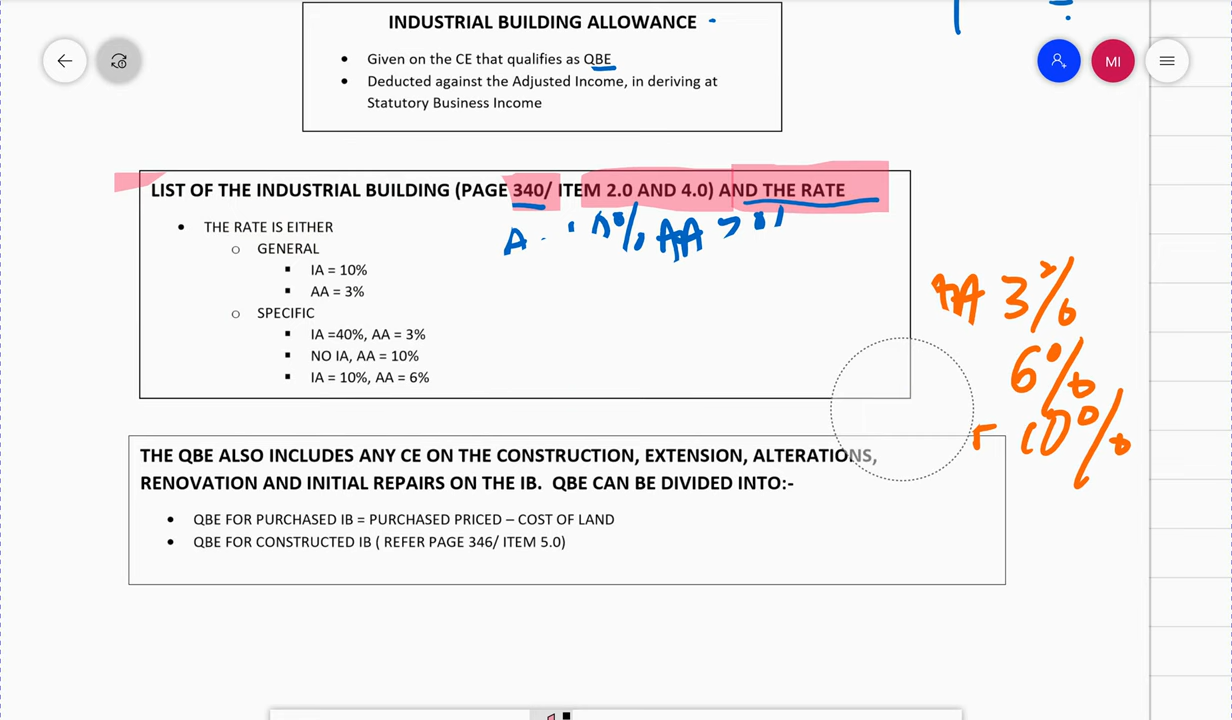 INDUSTRIAL BUILDING ALLOWANCE
• Given on the CE that qualifies as QBE
• Deducted against the Adjusted Income, in deriving at
Statutory Business Income
MI
LIST OF THE INDUSTRIAL BUILDING (PAGE 340/ ITEM 2.0 AND 4.0) AND THE RATE
• THE RATE IS EITHER
o GENERAL
▪ IA = 10%
▪ AA = 3%
o SPECIFIC
▪ IA =40%, AA = 3%
▪ NO IA, AA = 10%
▪ IA = 10%, AA = 6%
AA
AA 3%
6%
10%
THE QBE ALSO INCLUDES ANY CE ON THE CONSTRUCTION, EXTENSION, ALTERATIONS,
RENOVATION AND INITIAL REPAIRS ON THE IB. QBE CAN BE DIVIDED INTO:-
• QBE FOR PURCHASED IB = PURCHASED PRICED – COST OF LAND
• QBE FOR CONSTRUCTED IB ( REFER PAGE 346/ ITEM 5.0)